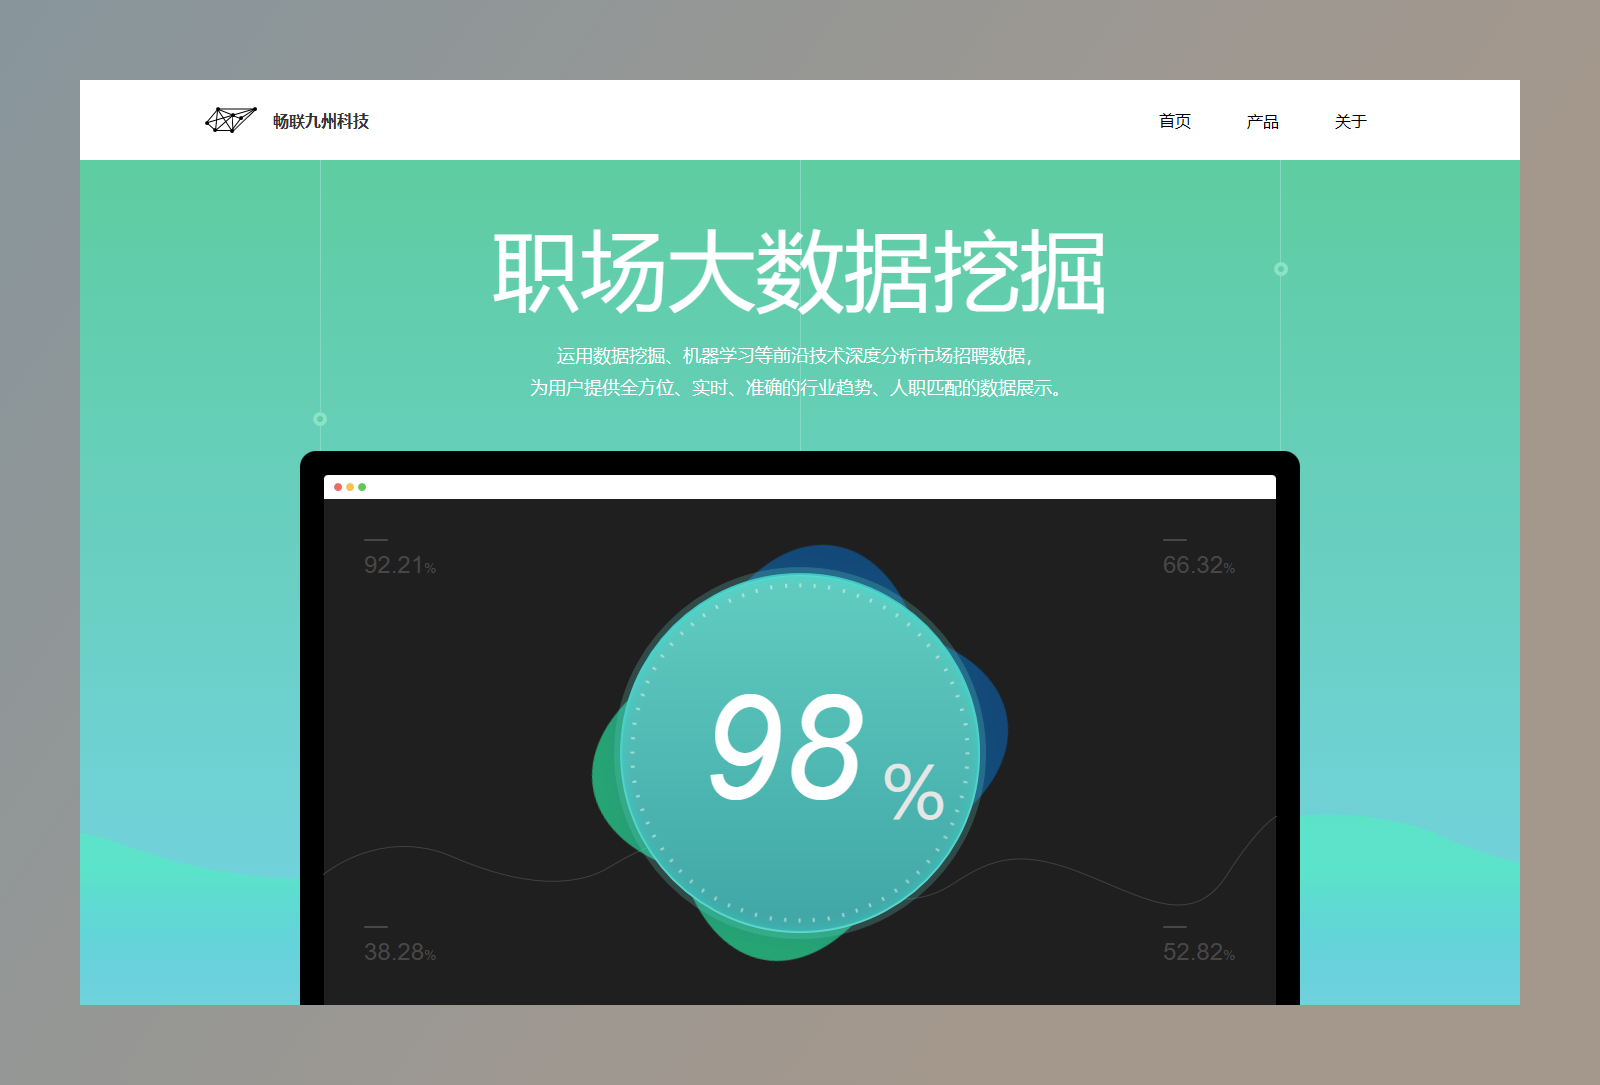 畅联九州科技
首页 产品 关于
职场大数据挖掘
运用数据挖掘、机器学习等前沿技术深度分析市场招聘数据，
为用户提供全方位、实时、准确的行业趋势、人职匹配的数据展示。
92.21%
66.32%
98%
38.28%
52.82%